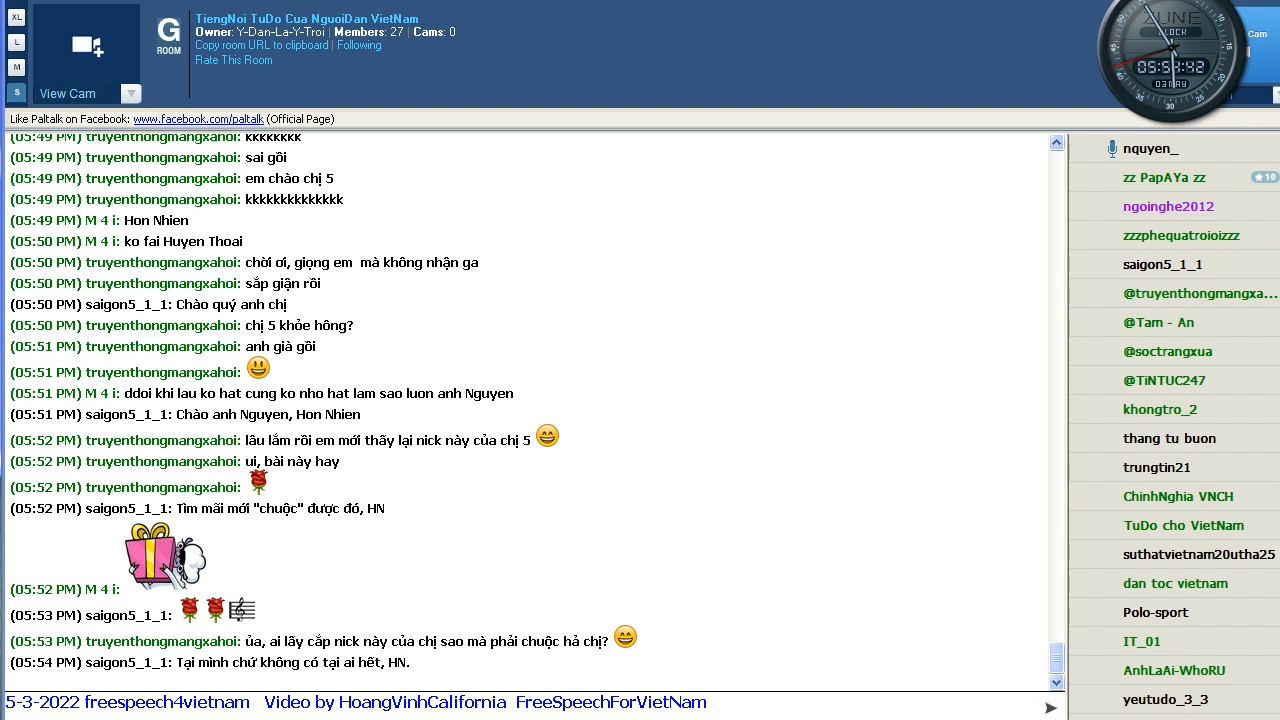 XL
L
M
S
View Cam
G
ROOM
TiengNoi TuDo Cua NguoiDan VietNam
Owner: Y-Dan-La-Y-Troi | Members: 27 | Cams: 0
Copy room URL to clipboard | Following
Rate This Room
XUNE
CLOCK
05:54:42
03MAY
Cam
Like Paltalk on Facebook: www.facebook.com/paltalk (Official Page)
(05:49 PM) truyenthongmangxahoi: kkkkkkkk
(05:49 PM) truyenthongmangxahoi: sai gồi
(05:49 PM) truyenthongmangxahoi: em chào chị 5
(05:49 PM) truyenthongmangxahoi: kkkkkkkkkkkkkk
(05:49 PM) M 4 i: Hon Nhien
(05:50 PM) M 4 i: ko fai Huyen Thoai
(05:50 PM) truyenthongmangxahoi: chời ơi, giọng em  mà không nhận ga
(05:50 PM) truyenthongmangxahoi: sắp giận rồi
(05:50 PM) saigon5_1_1: Chào quý anh chị
(05:50 PM) truyenthongmangxahoi: chị 5 khỏe hông?
(05:51 PM) truyenthongmangxahoi: anh già gồi
(05:51 PM) truyenthongmangxahoi:
(05:51 PM) M 4 i: ddoi khi lau ko hat cung ko nho hat lam sao luon anh Nguyen
(05:51 PM) saigon5_1_1: Chào anh Nguyen, Hon Nhien
(05:52 PM) truyenthongmangxahoi: lâu lắm rồi em mới thấy lại nick này của chị 5
(05:52 PM) truyenthongmangxahoi: ui, bài này hay
(05:52 PM) truyenthongmangxahoi:
(05:52 PM) saigon5_1_1: Tìm mãi mới "chuộc" được đó, HN
(05:52 PM) M 4 i:
(05:53 PM) saigon5_1_1:
(05:53 PM) truyenthongmangxahoi: ủa, ai lấy cắp nick này của chị sao mà phải chuộc hả chị?
(05:54 PM) saigon5_1_1: Tại mình chứ không có tại ai hết, HN.
nguyen_
zz PapAYa zz
10
ngoinghe2012
zzzphequatroioizzz
saigon5_1_1
@truyenthongmangxa...
@Tam - An
@soctrangxua
@TiNTUC247
khongtro_2
thang tu buon
trungtin21
ChinhNghia VNCH
TuDo cho VietNam
suthatvietnam20utha25
dan toc vietnam
Polo-sport
IT_01
AnhLaAi-WhoRU
yeutudo_3_3
5-3-2022 freespeech4vietnam   Video by HoangVinhCalifornia  FreeSpeechForVietNam